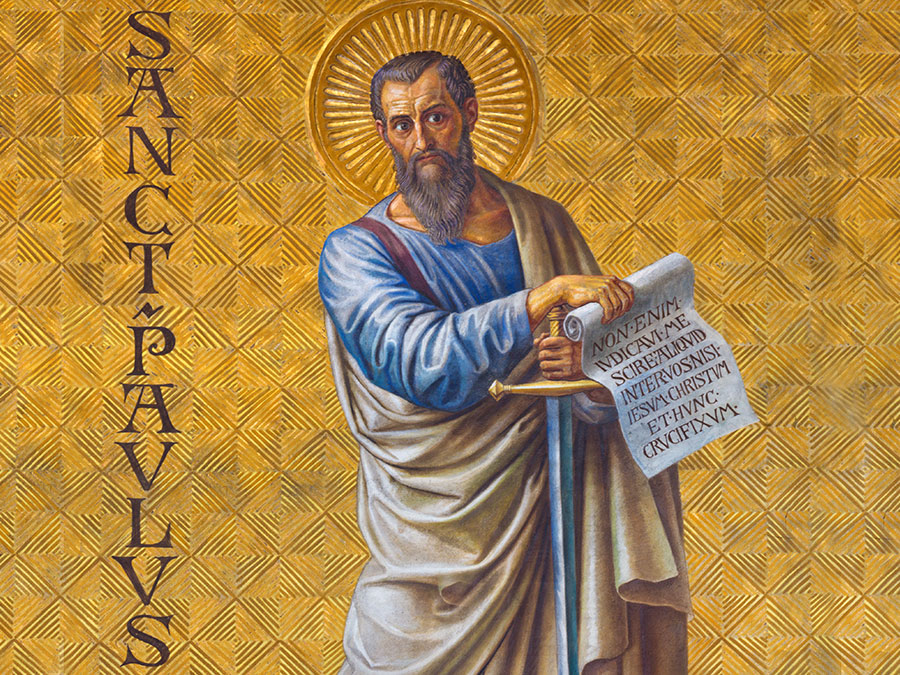 SANCT~PAVLVS
NON·ENIM·
IVDICAVI·ME
SCIRE·ALIQVID
INTER·VOS·NISI·
IESVM·CHRISTVM
ET·HVNC·
CRVCIFIXVM·